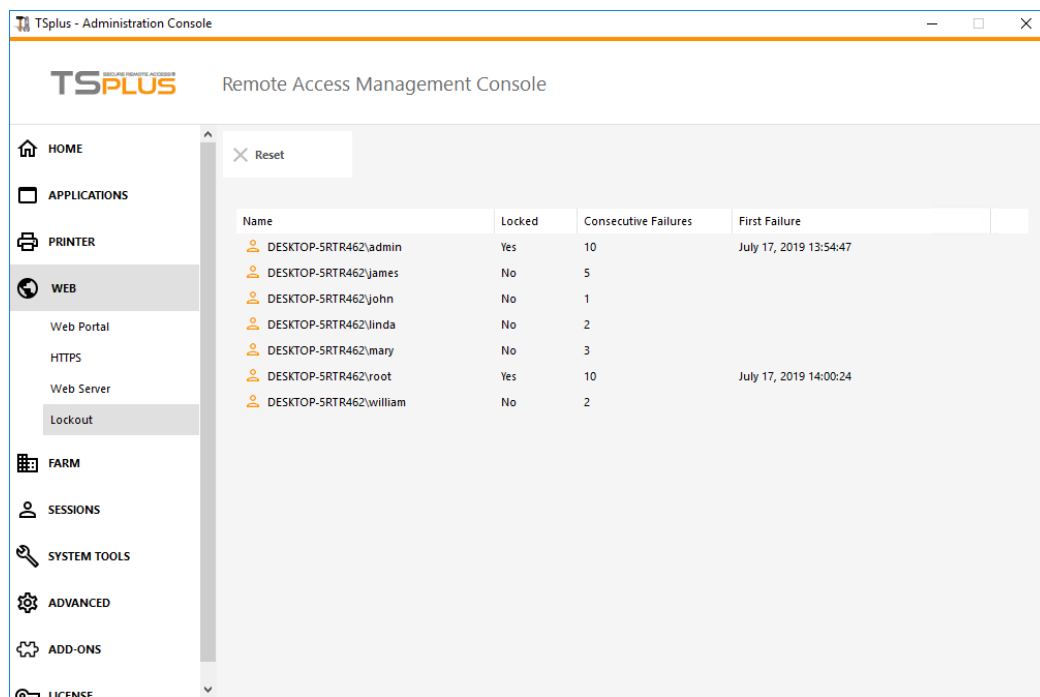 TSplus - Administration Console
TSPLUS SECURE REMOTE ACCESS®
Remote Access Management Console
HOME
APPLICATIONS
PRINTER
WEB
Web Portal
HTTPS
Web Server
Lockout
FARM
SESSIONS
SYSTEM TOOLS
ADVANCED
ADD-ONS
LICENSE
Reset
Name Locked Consecutive Failures First Failure
DESKTOP-5RTR462\admin Yes 10 July 17, 2019 13:54:47
DESKTOP-5RTR462\james No 5
DESKTOP-5RTR462\john No 1
DESKTOP-5RTR462\linda No 2
DESKTOP-5RTR462\mary No 3
DESKTOP-5RTR462\root Yes 10 July 17, 2019 14:00:24
DESKTOP-5RTR462\william No 2